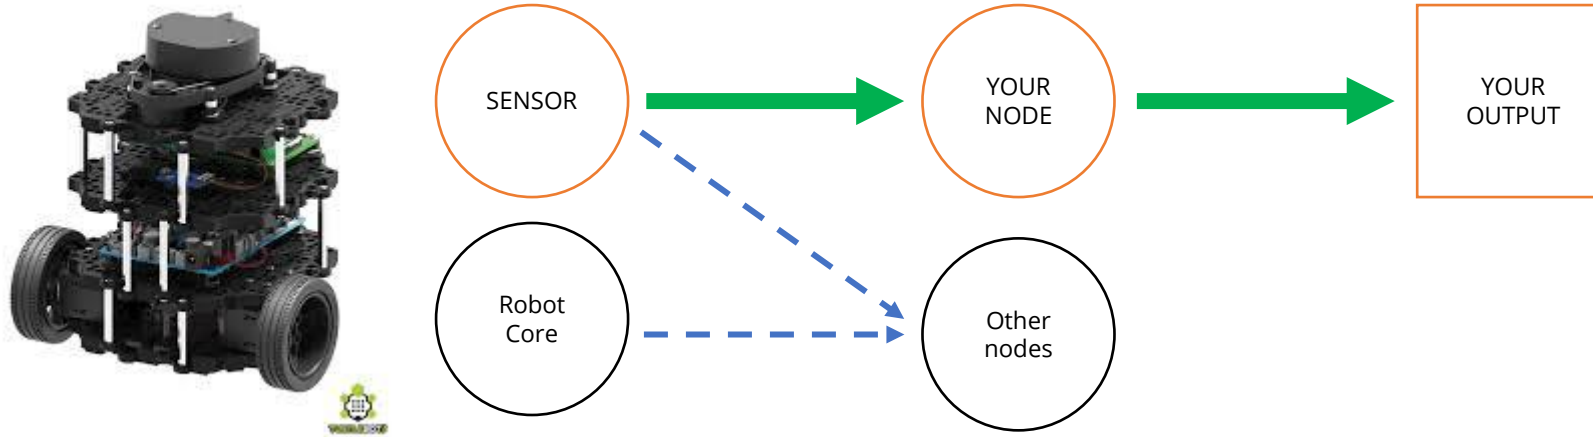 SENSOR
YOUR
NODE
YOUR
OUTPUT
Robot
Core
Other
nodes